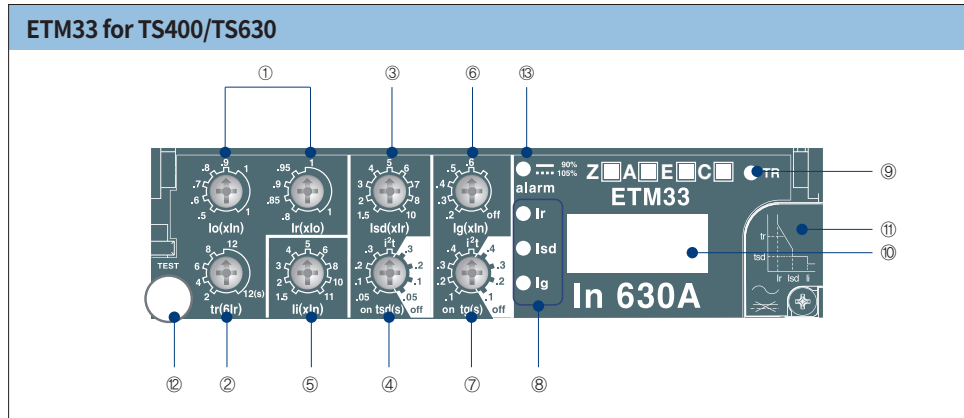 ETM33 for TS400/TS630
① ③ ⑥ ⑬
.5 .6 .7 .8 .9 1 1
Io(xIn)
.8 .85 .9 .95 1 1
Ir(xIo)
1.5 2 3 4 5 6 7 8 10
Isd(xIr)
.2 .3 .4 .5 .6 off
Ig(xIn)
90%
105%
alarm
Z A E C
TR
ETM33
⑨
Ir
Isd
Ig
In 630A
tr
tsd
Ir Isd Ii
⑪
⑩
TEST
2 4 6 8 12 12(s)
tr(6Ir)
1.5 2 3 4 5 6 8 10 11
Ii(xIn)
i²t
.05 .1 .2 .3 .3 .2 .1 .05
on tsd(s) off
i²t
.1 .2 .3 .4 .4 .3 .2 .1
on tg(s) off
⑫ ② ⑤ ④ ⑦ ⑧